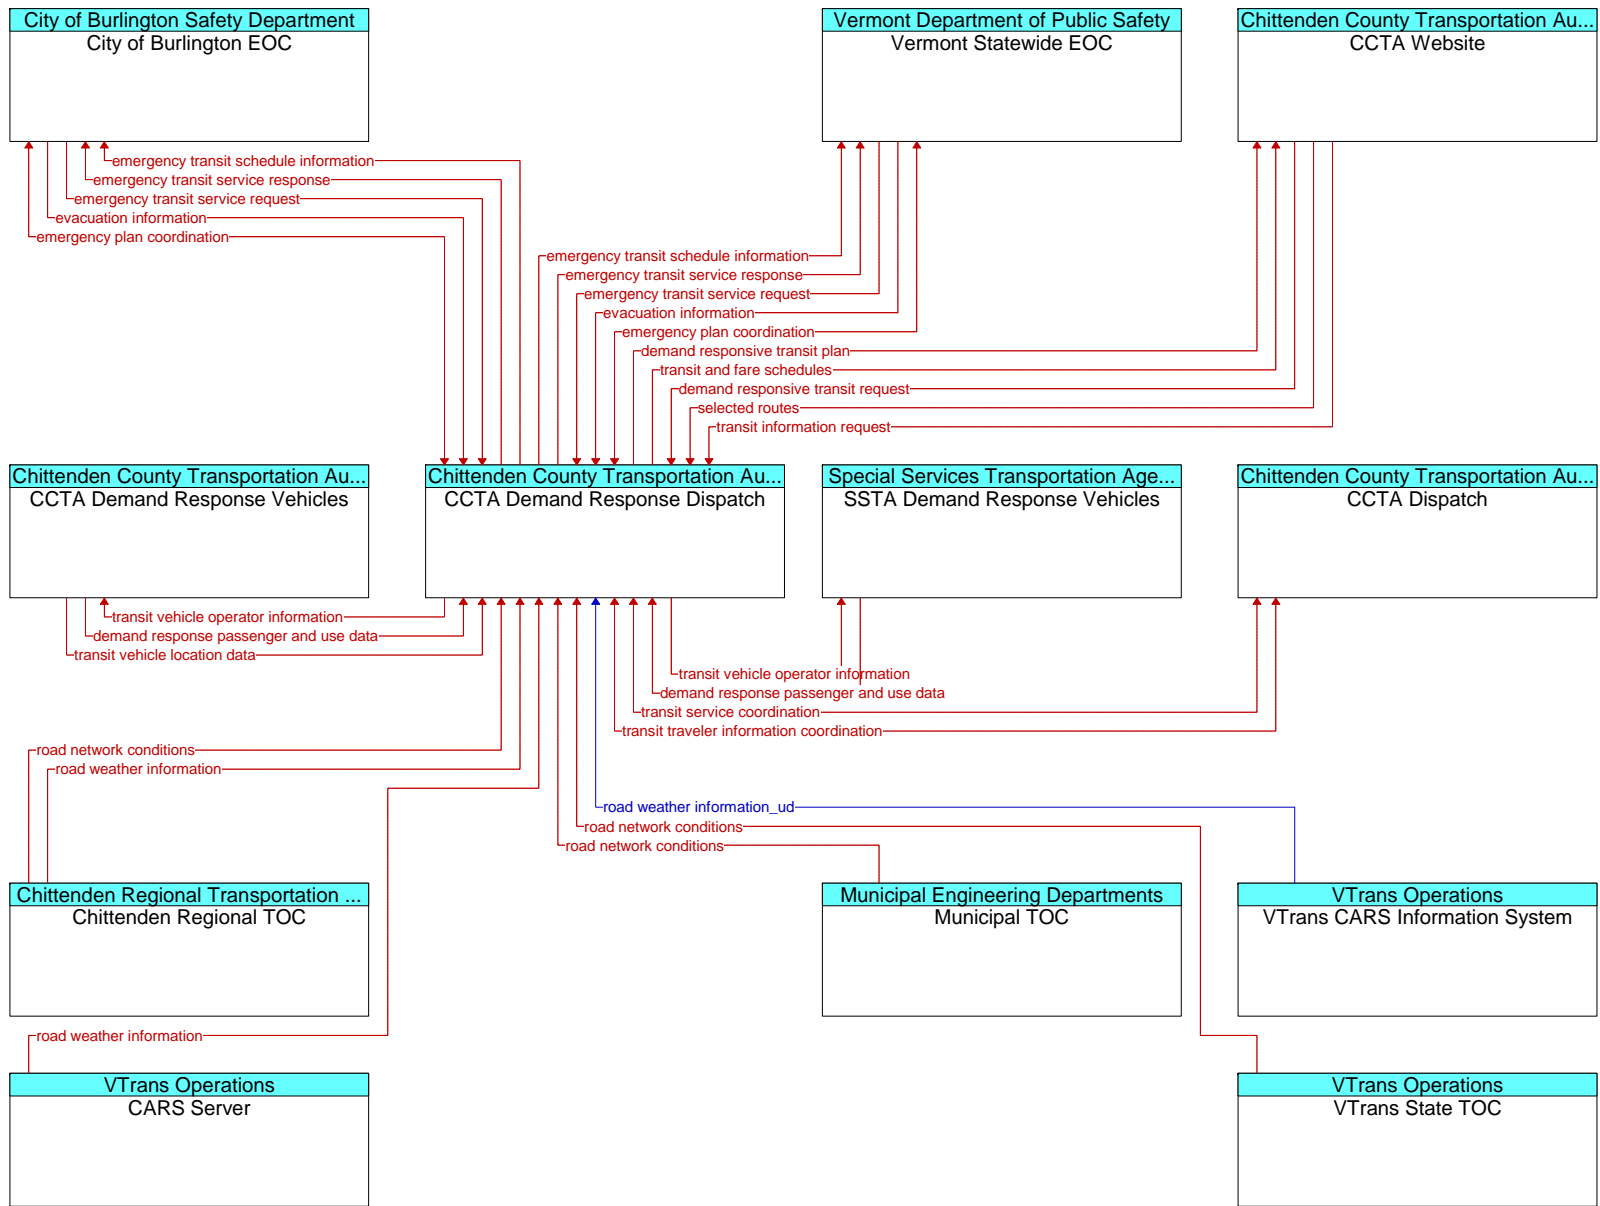 City of Burlington Safety Department
City of Burlington EOC
Vermont Department of Public Safety
Vermont Statewide EOC
Chittenden County Transportation Au...
CCTA Website
emergency transit schedule information
emergency transit service response
emergency transit service request
evacuation information
emergency plan coordination
emergency transit schedule information
emergency transit service response
emergency transit service request
evacuation information
emergency plan coordination
demand responsive transit plan
transit and fare schedules
demand responsive transit request
selected routes
transit information request
Chittenden County Transportation Au...
CCTA Demand Response Vehicles
Chittenden County Transportation Au...
CCTA Demand Response Dispatch
Special Services Transportation Age...
SSTA Demand Response Vehicles
Chittenden County Transportation Au...
CCTA Dispatch
transit vehicle operator information
demand response passenger and use data
transit vehicle location data
transit vehicle operator information
demand response passenger and use data
transit service coordination
transit traveler information coordination
road network conditions
road weather information
road weather information_ud
road network conditions
road network conditions
Chittenden Regional Transportation ...
Chittenden Regional TOC
Municipal Engineering Departments
Municipal TOC
VTrans Operations
VTrans CARS Information System
road weather information
VTrans Operations
CARS Server
VTrans Operations
VTrans State TOC